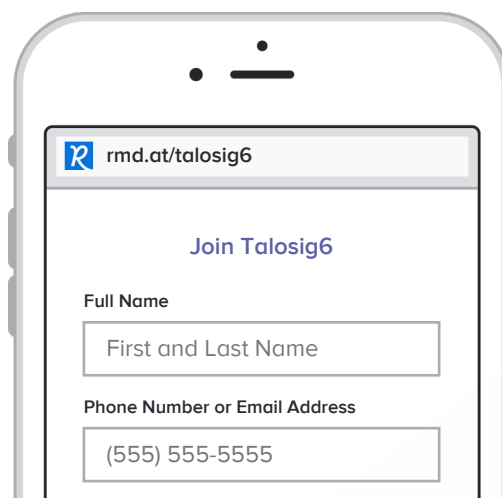 rmd.at/talosig6
Join Talosig6
Full Name
First and Last Name
Phone Number or Email Address
(555) 555-5555